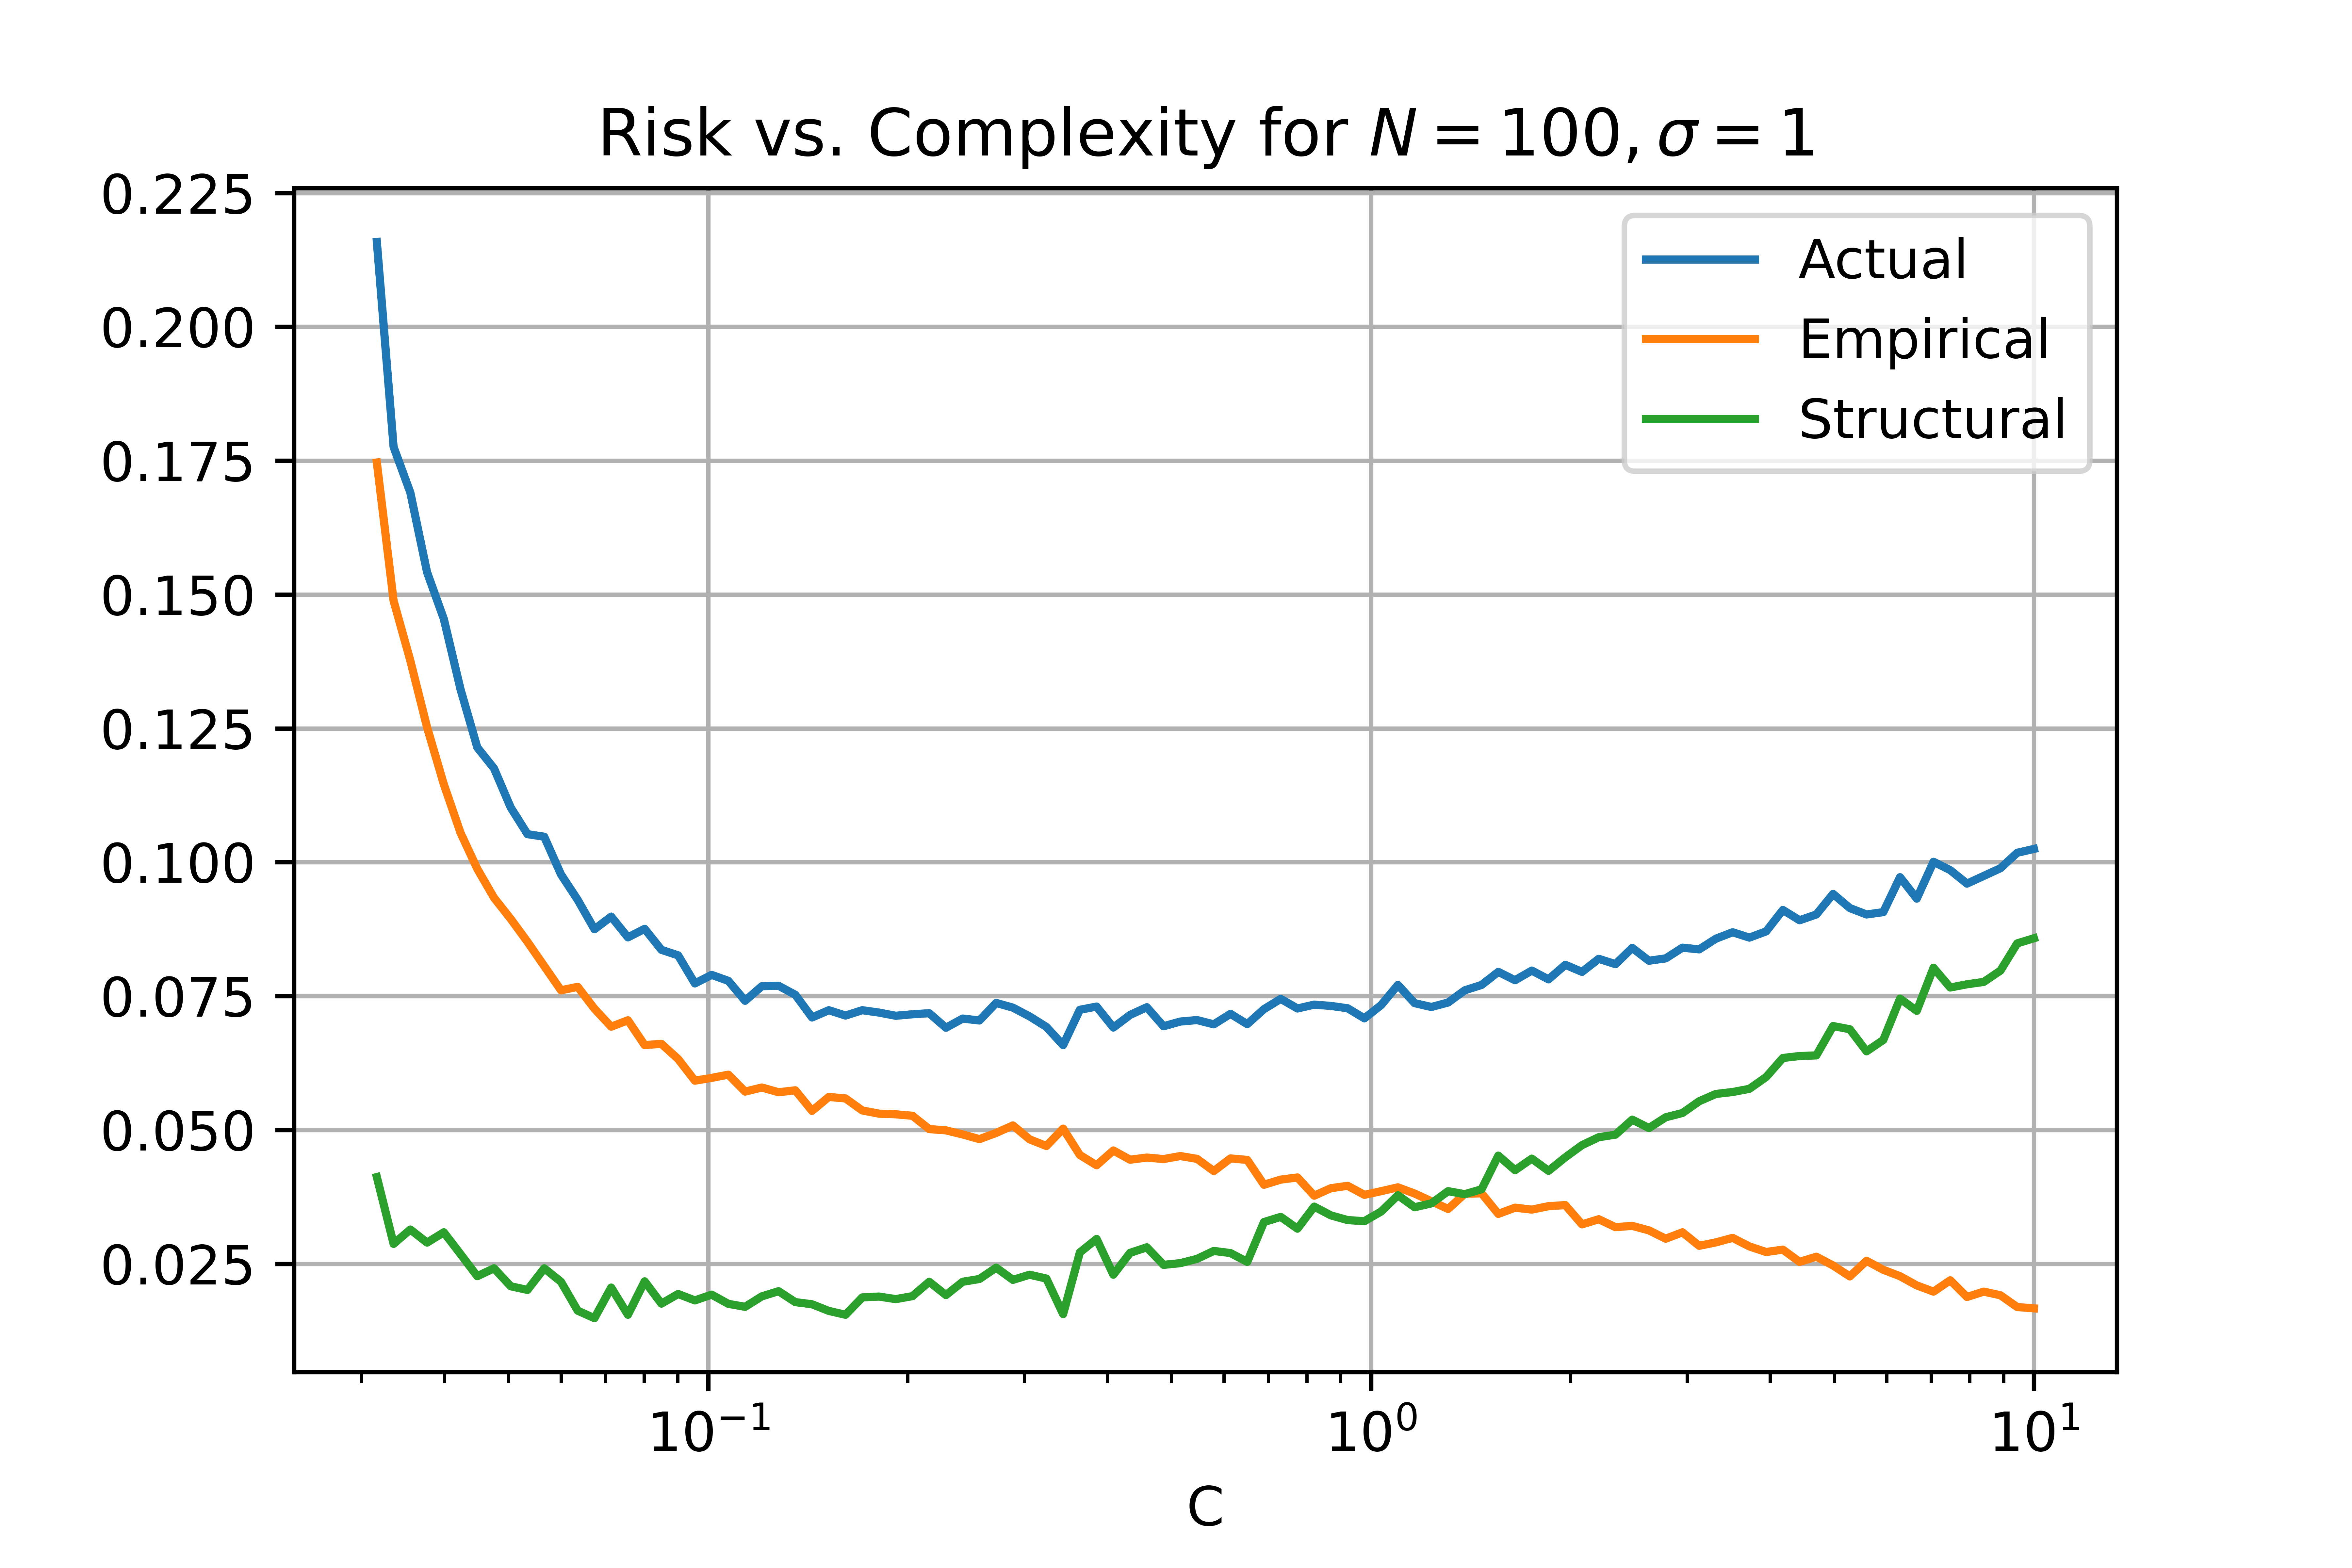 Risk vs. Complexity for N = 100, σ = 1
0.225
0.200
0.175
0.150
0.125
0.100
0.075
0.050
0.025
Actual
Empirical
Structural
10⁻¹
10⁰
10¹
C